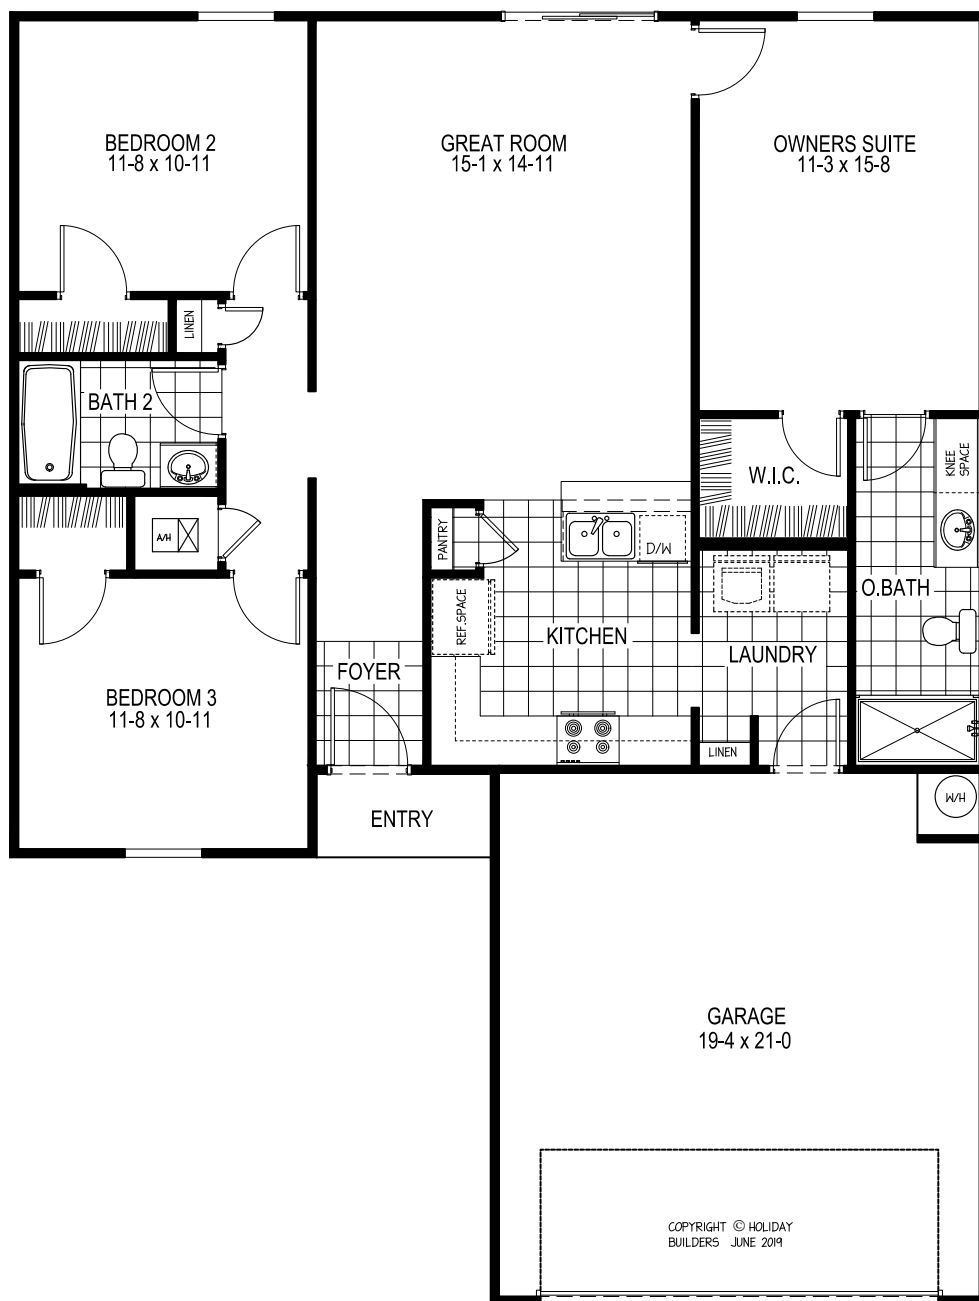 BEDROOM 2
11-8 x 10-11
GREAT ROOM
15-1 x 14-11
OWNERS SUITE
11-3 x 15-8
LINEN
BATH 2
W.I.C.
KNEE
SPACE
A/H
PANTRY
D/W
REF.SPACE
KITCHEN
O.BATH
LAUNDRY
FOYER
BEDROOM 3
11-8 x 10-11
LINEN
ENTRY
W/H
GARAGE
19-4 x 21-0
COPYRIGHT © HOLIDAY
BUILDERS JUNE 2019